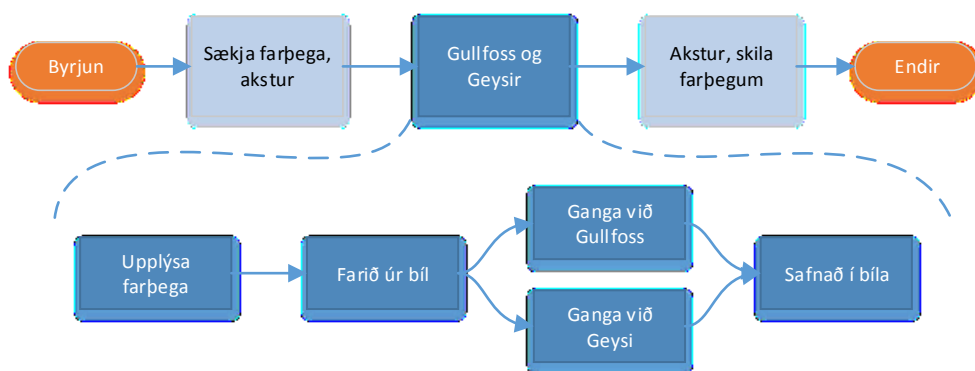 Byrjun
Sækja farþega,
akstur
Gullfoss og
Geysir
Akstur, skila
farþegum
Endir
Upplýsa
farþega
Farið úr bíl
Ganga við
Gullfoss
Ganga við
Geysi
Safnað í bíla